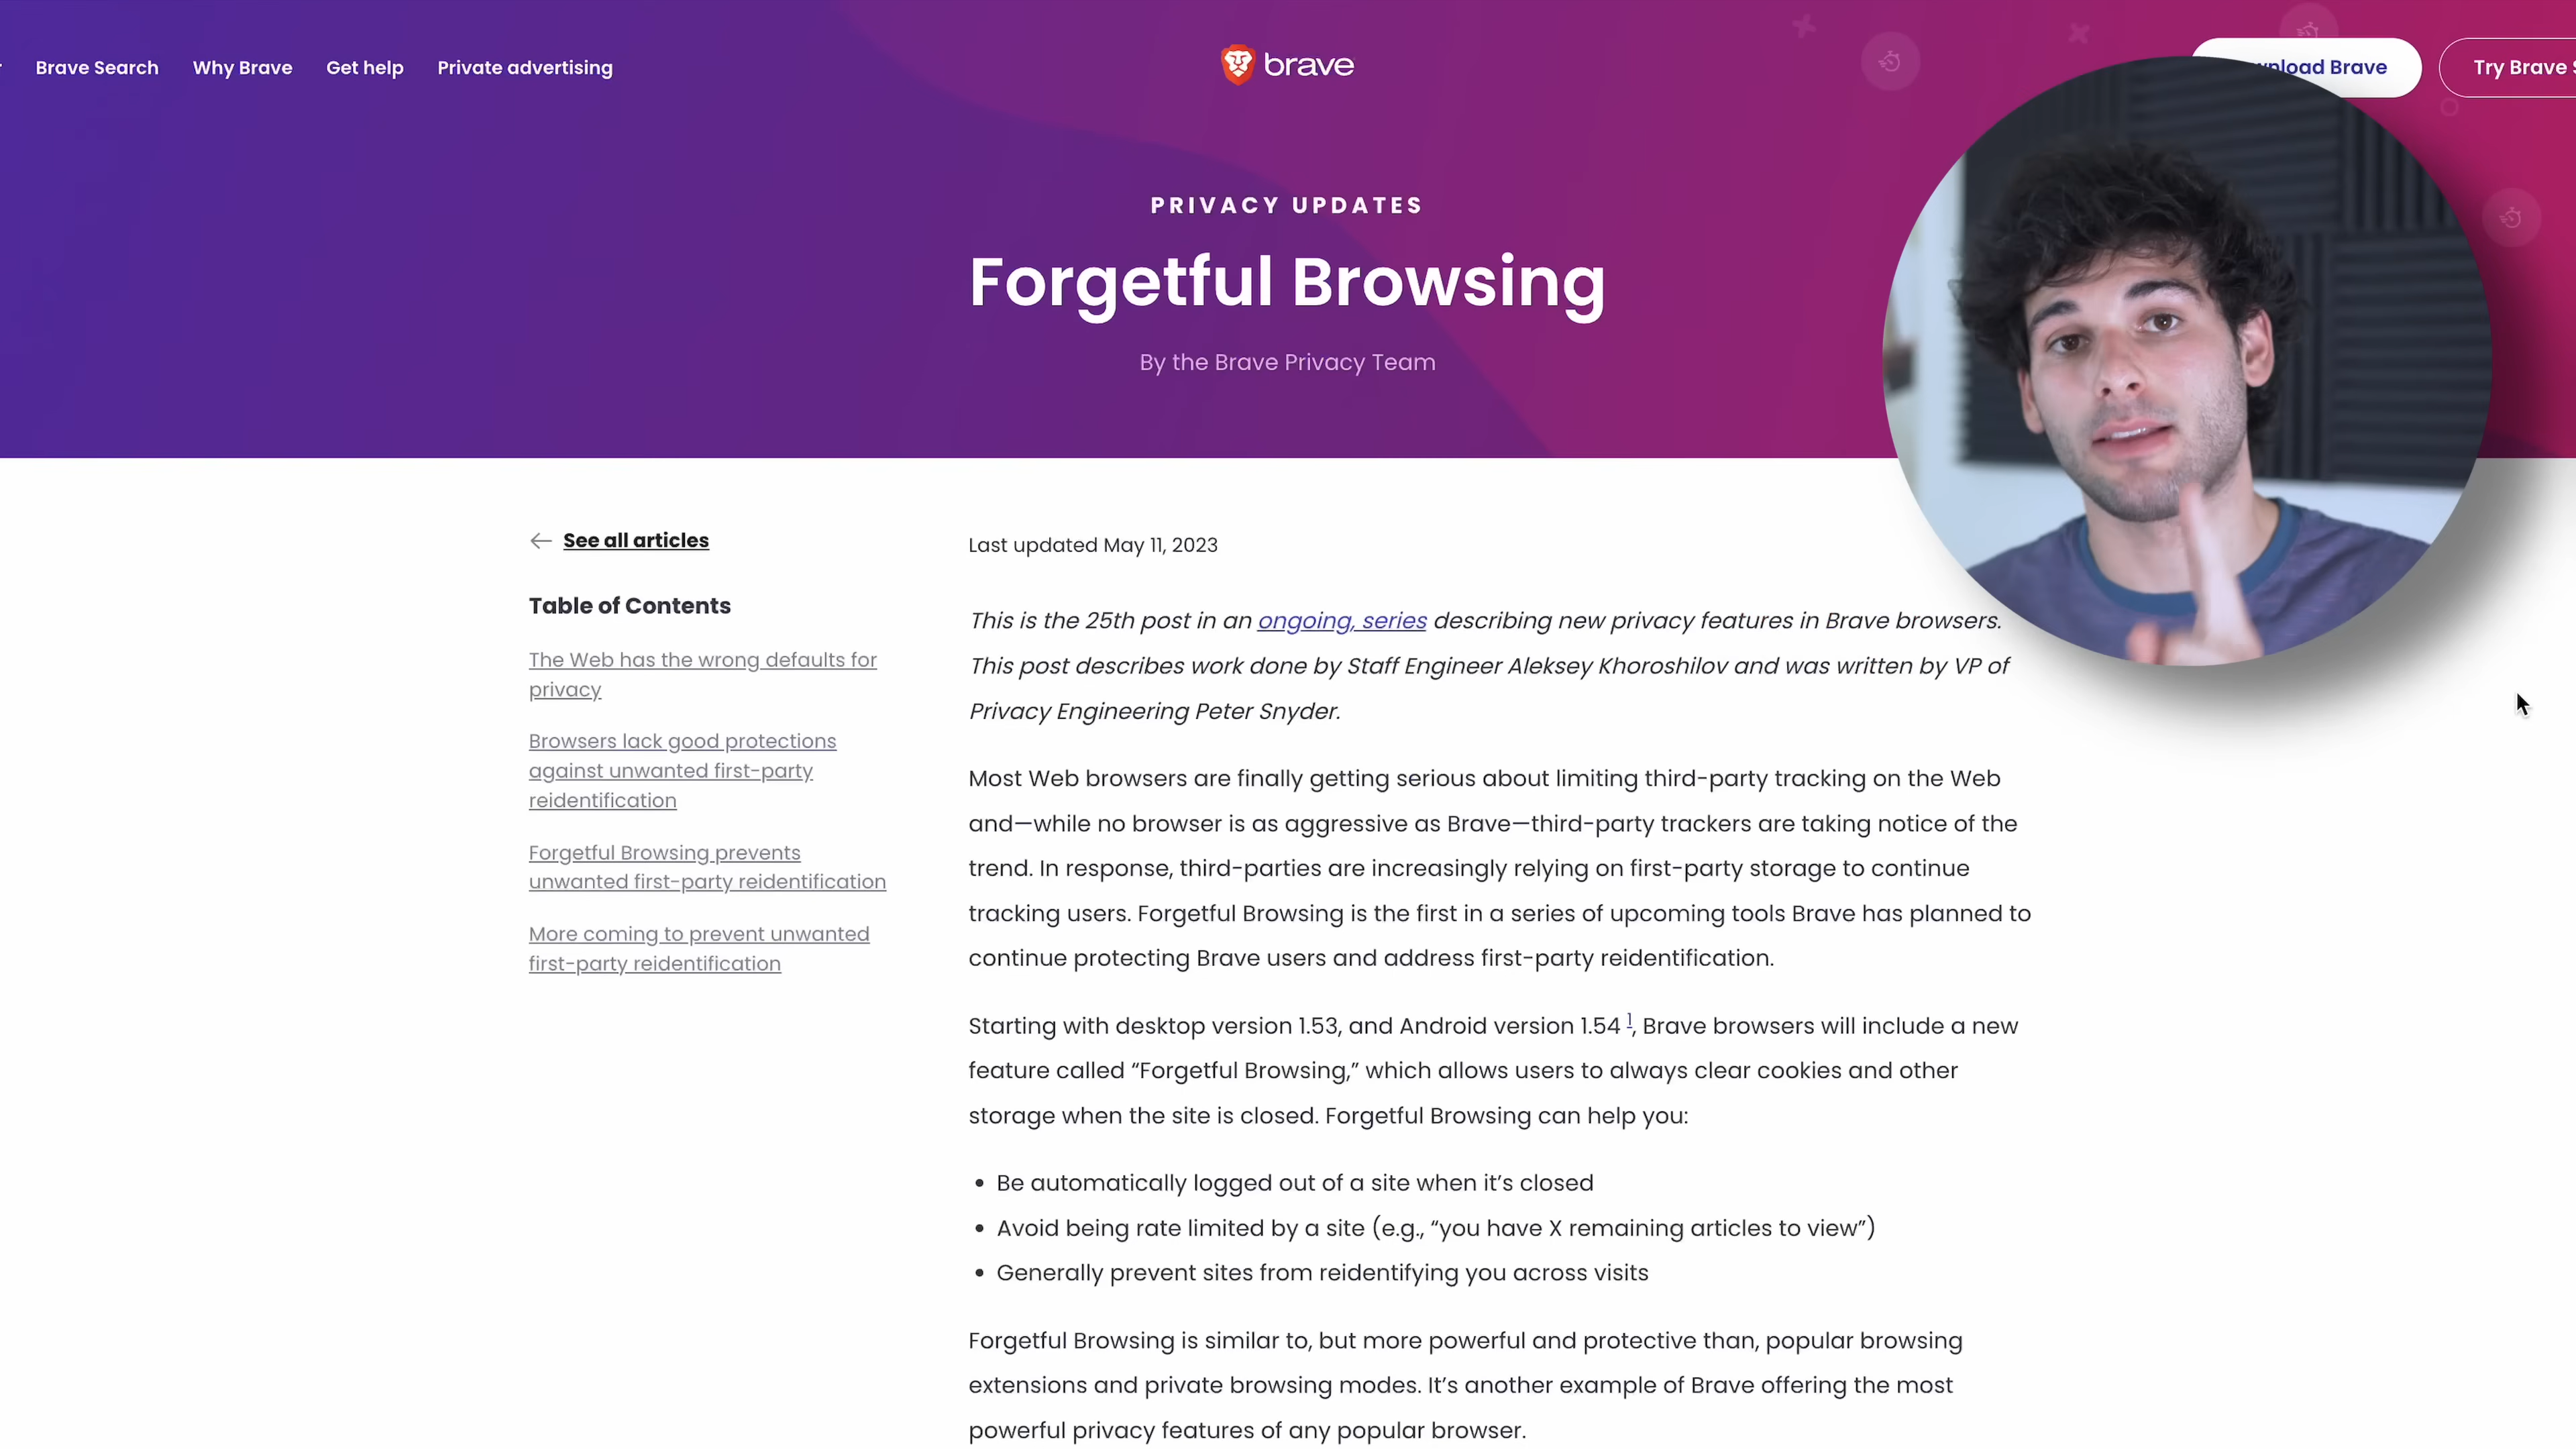 Brave Search
Why Brave
Get help
Private advertising
brave
Brave
Try Brave
PRIVACY UPDATES
Forgetful Browsing
By the Brave Privacy Team
See all articles
Table of Contents
The Web has the wrong defaults for
privacy
Browsers lack good protections
against unwanted first-party
reidentification
Forgetful Browsing prevents
unwanted first-party reidentification
More coming to prevent unwanted
first-party reidentification
Last updated May 11, 2023
This is the 25th post in an ongoing, series describing new privacy features in Brave browsers.
This post describes work done by Staff Engineer Aleksey Khoroshilov and was written by VP of
Privacy Engineering Peter Snyder.
Most Web browsers are finally getting serious about limiting third-party tracking on the Web
and—while no browser is as aggressive as Brave—third-party trackers are taking notice of the
trend. In response, third-parties are increasingly relying on first-party storage to continue
tracking users. Forgetful Browsing is the first in a series of upcoming tools Brave has planned to
continue protecting Brave users and address first-party reidentification.
Starting with desktop version 1.53, and Android version 1.54 1, Brave browsers will include a new
feature called “Forgetful Browsing,” which allows users to always clear cookies and other
storage when the site is closed. Forgetful Browsing can help you:
• Be automatically logged out of a site when it’s closed
• Avoid being rate limited by a site (e.g., “you have X remaining articles to view”)
• Generally prevent sites from reidentifying you across visits
Forgetful Browsing is similar to, but more powerful and protective than, popular browsing
extensions and private browsing modes. It’s another example of Brave offering the most
powerful privacy features of any popular browser.